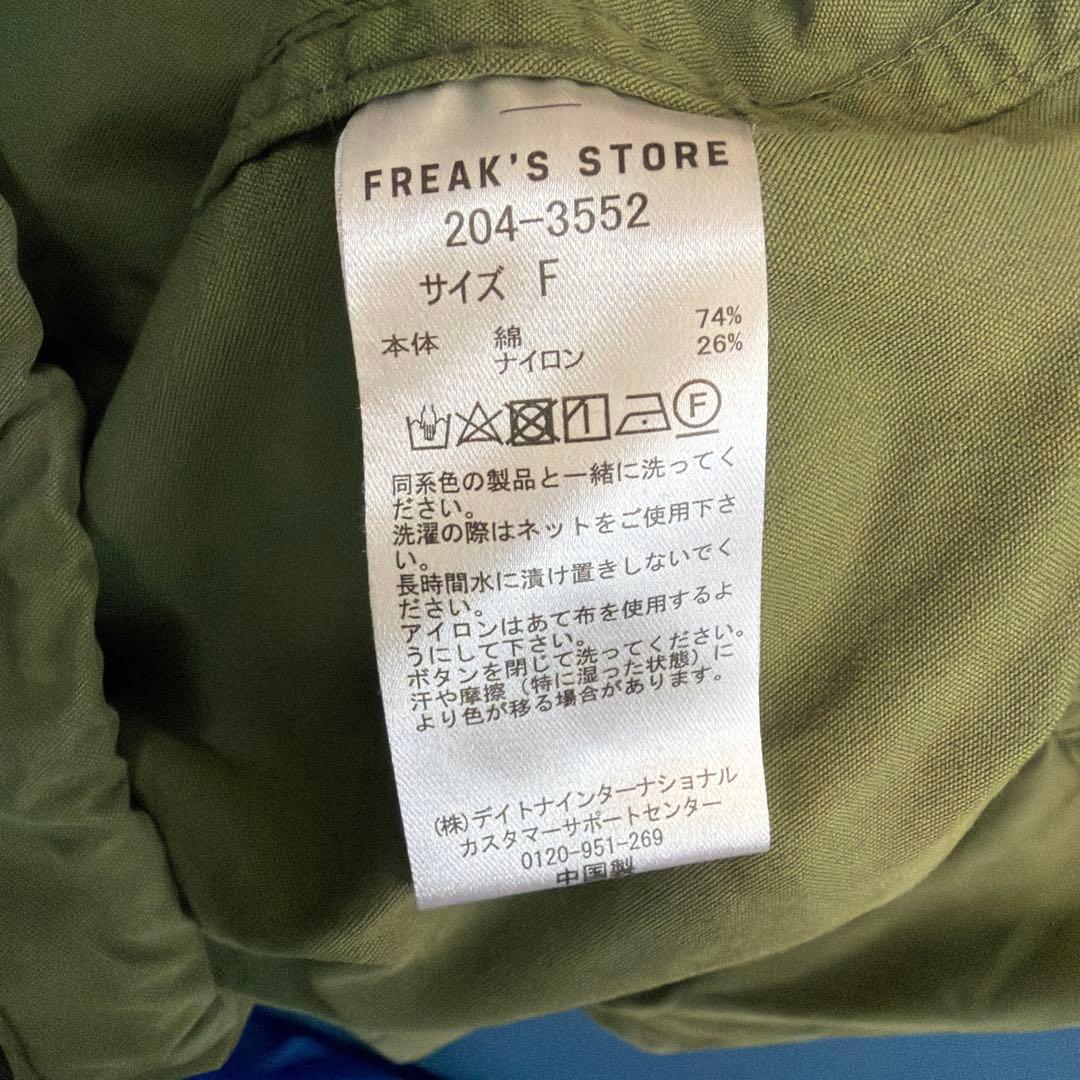 FREAK'S STORE
204-3552
サイズ F
本体 綿 74%
ナイロン 26%
F
同系色の製品と一緒に洗ってく
ださい。
洗濯の際はネットをご使用下さ
い。
長時間水に漬け置きしないでく
ださい。
アイロンはあて布を使用するよ
うにして下さい。
ボタンを閉じて洗ってください。
汗や摩擦（特に湿った状態）に
より色が移る場合があります。
(株)デイトナインターナショナル
カスタマーサポートセンター
0120-951-269
中国製